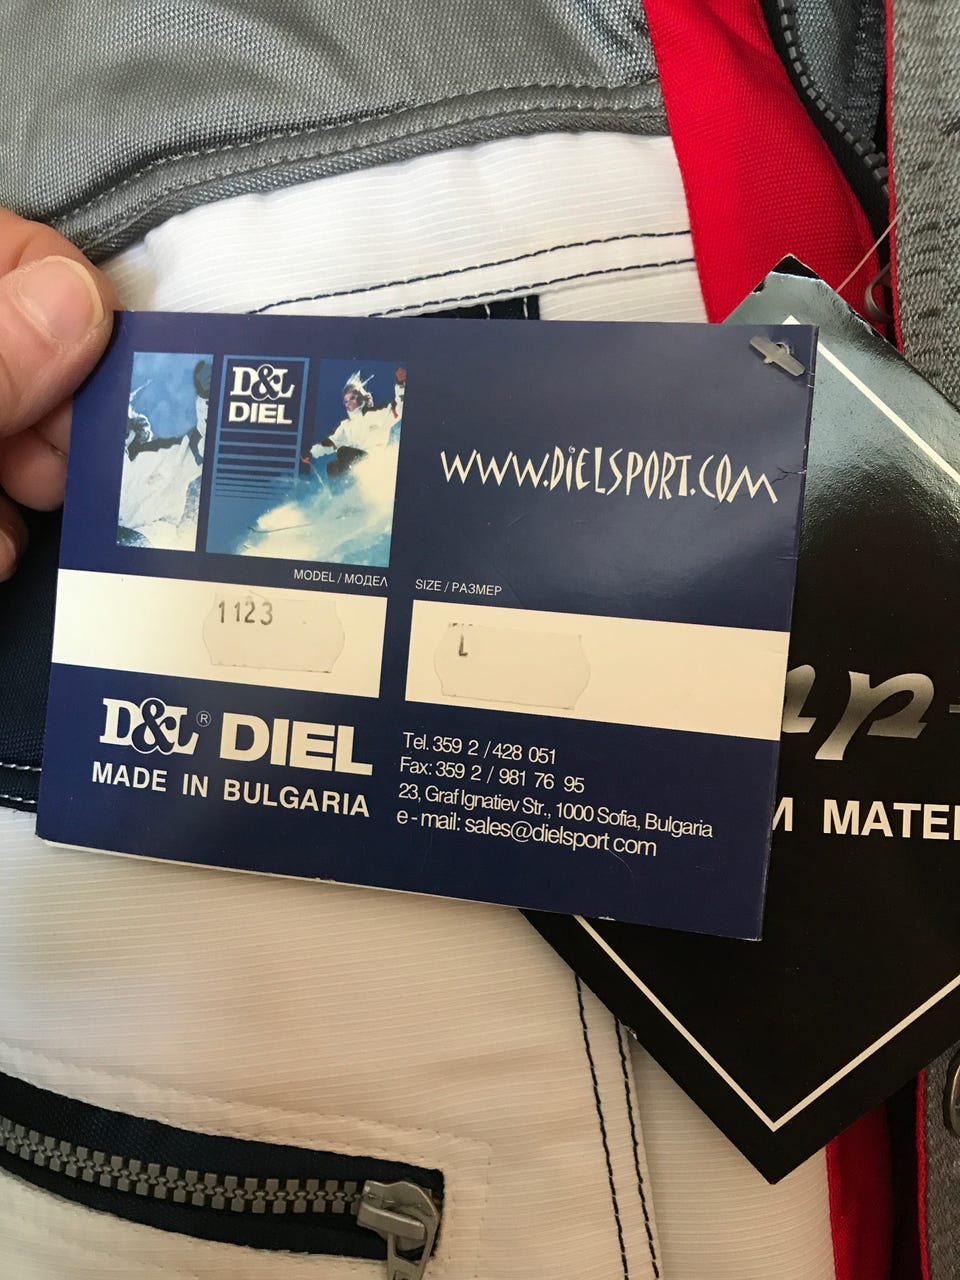 D&L
DIEL
WWW.DiELSPORT.COM
MODEL / МОДЕЛ
SIZE / РАЗМЕР
1123
L
D&L ® DIEL
MADE IN BULGARIA
Tel. 359 2 / 428 051
Fax: 359 2 / 981 76 95
23, Graf Ignatiev Str., 1000 Sofia, Bulgaria
e-mail: sales@dielsport com